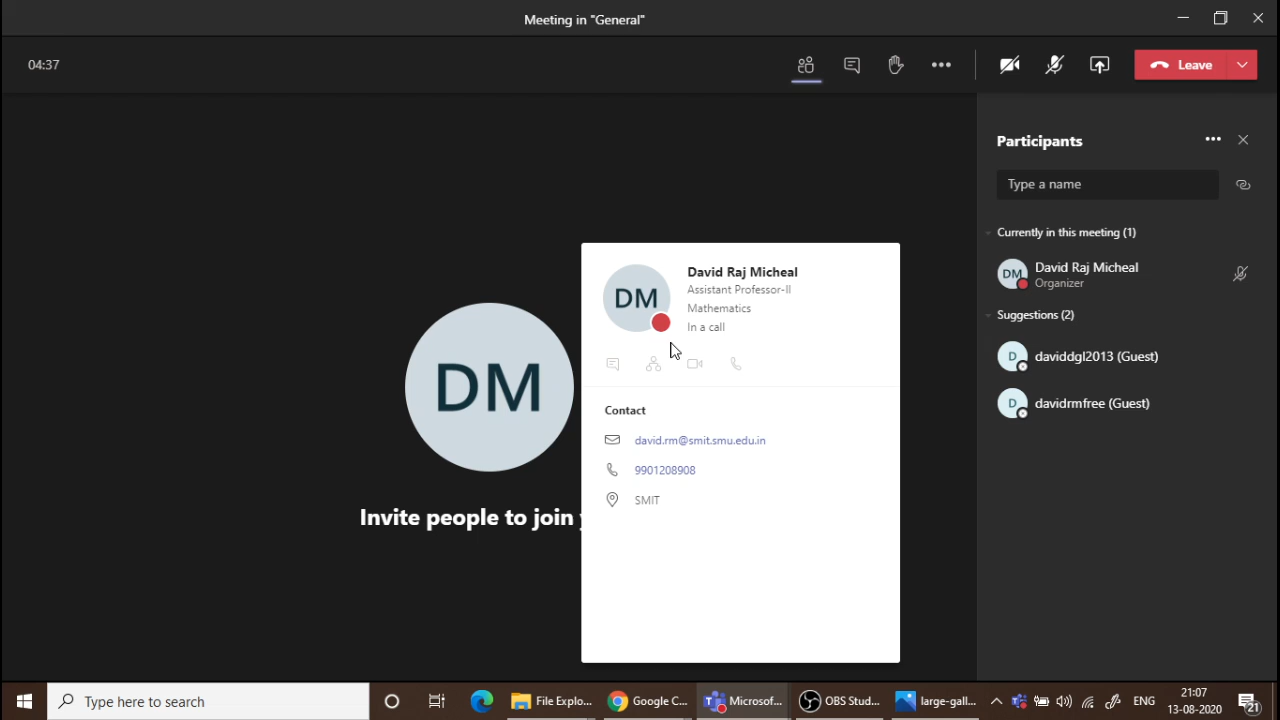 Meeting in "General"
04:37
Leave
Participants
Type a name
Currently in this meeting (1)
DM
David Raj Micheal
Organizer
Suggestions (2)
D
daviddgl2013 (Guest)
D
davidrmfree (Guest)
DM
Invite people to join
DM
David Raj Micheal
Assistant Professor-II
Mathematics
In a call
Contact
david.rm@smit.smu.edu.in
9901208908
SMIT
Type here to search
File Explo...
Google C...
Microsof...
OBS Stud...
large-gall...
ENG
21:07
13-08-2020
21